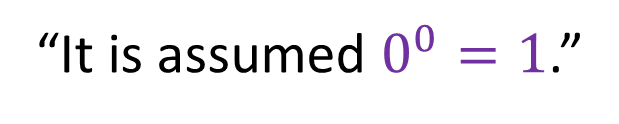 “It is assumed 0⁰ = 1.”